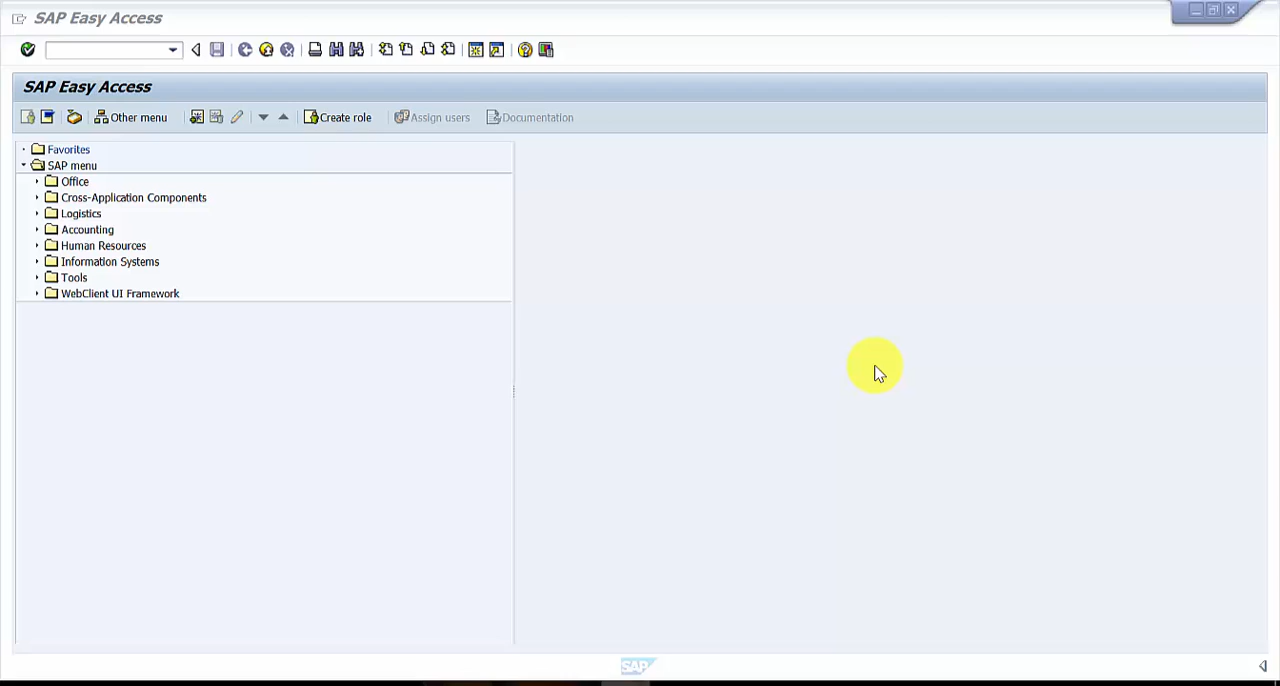 SAP Easy Access
SAP Easy Access
Other menu Create role Assign users Documentation
Favorites
SAP menu
Office
Cross-Application Components
Logistics
Accounting
Human Resources
Information Systems
Tools
WebClient UI Framework
SAP